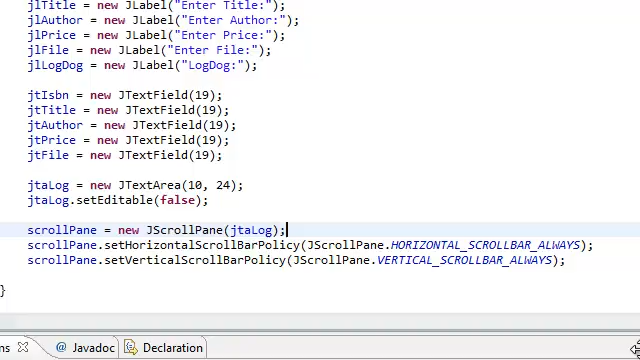 jlTitle = new JLabel("Enter Title:");
jlAuthor = new JLabel("Enter Author:");
jlPrice = new JLabel("Enter Price:");
jlFile = new JLabel("Enter File:");
jlLogDog = new JLabel("LogDog:");
jtIsbn = new JTextField(19);
jtTitle = new JTextField(19);
jtAuthor = new JTextField(19);
jtPrice = new JTextField(19);
jtFile = new JTextField(19);
jtaLog = new JTextArea(10, 24);
jtaLog.setEditable(false);
scrollPane = new JScrollPane(jtaLog);
scrollPane.setHorizontalScrollBarPolicy(JScrollPane.HORIZONTAL_SCROLLBAR_ALWAYS);
scrollPane.setVerticalScrollBarPolicy(JScrollPane.VERTICAL_SCROLLBAR_ALWAYS);
}
ns @ Javadoc Declaration